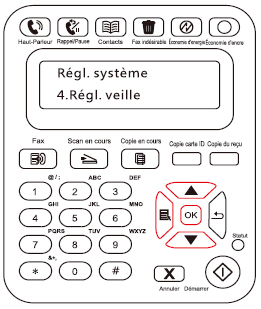 Haut-Parleur Rappel/Pause Contacts Fax indésirable Économie d'énergie Économie d'encre
Régl. système
4.Régl. veille
Fax Scan en cours Copie en cours Copie carte ID Copie du reçu
@/: ABC DEF
1 2 3
GHI JKL MNO
4 5 6
OK
PQRS TUV WXYZ
7 8 9
Statut
&+,
* 0 #
X
Annuler Démarrer